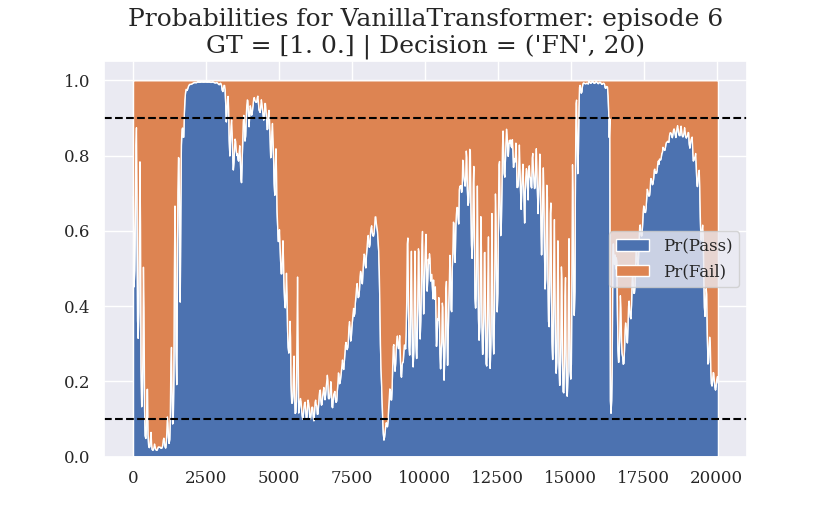 Probabilities for VanillaTransformer: episode 6
GT = [1. 0.] | Decision = ('FN', 20)
1.0
0.8
0.6
0.4
0.2
0.0
Pr(Pass)
Pr(Fail)
0 2500 5000 7500 10000 12500 15000 17500 20000